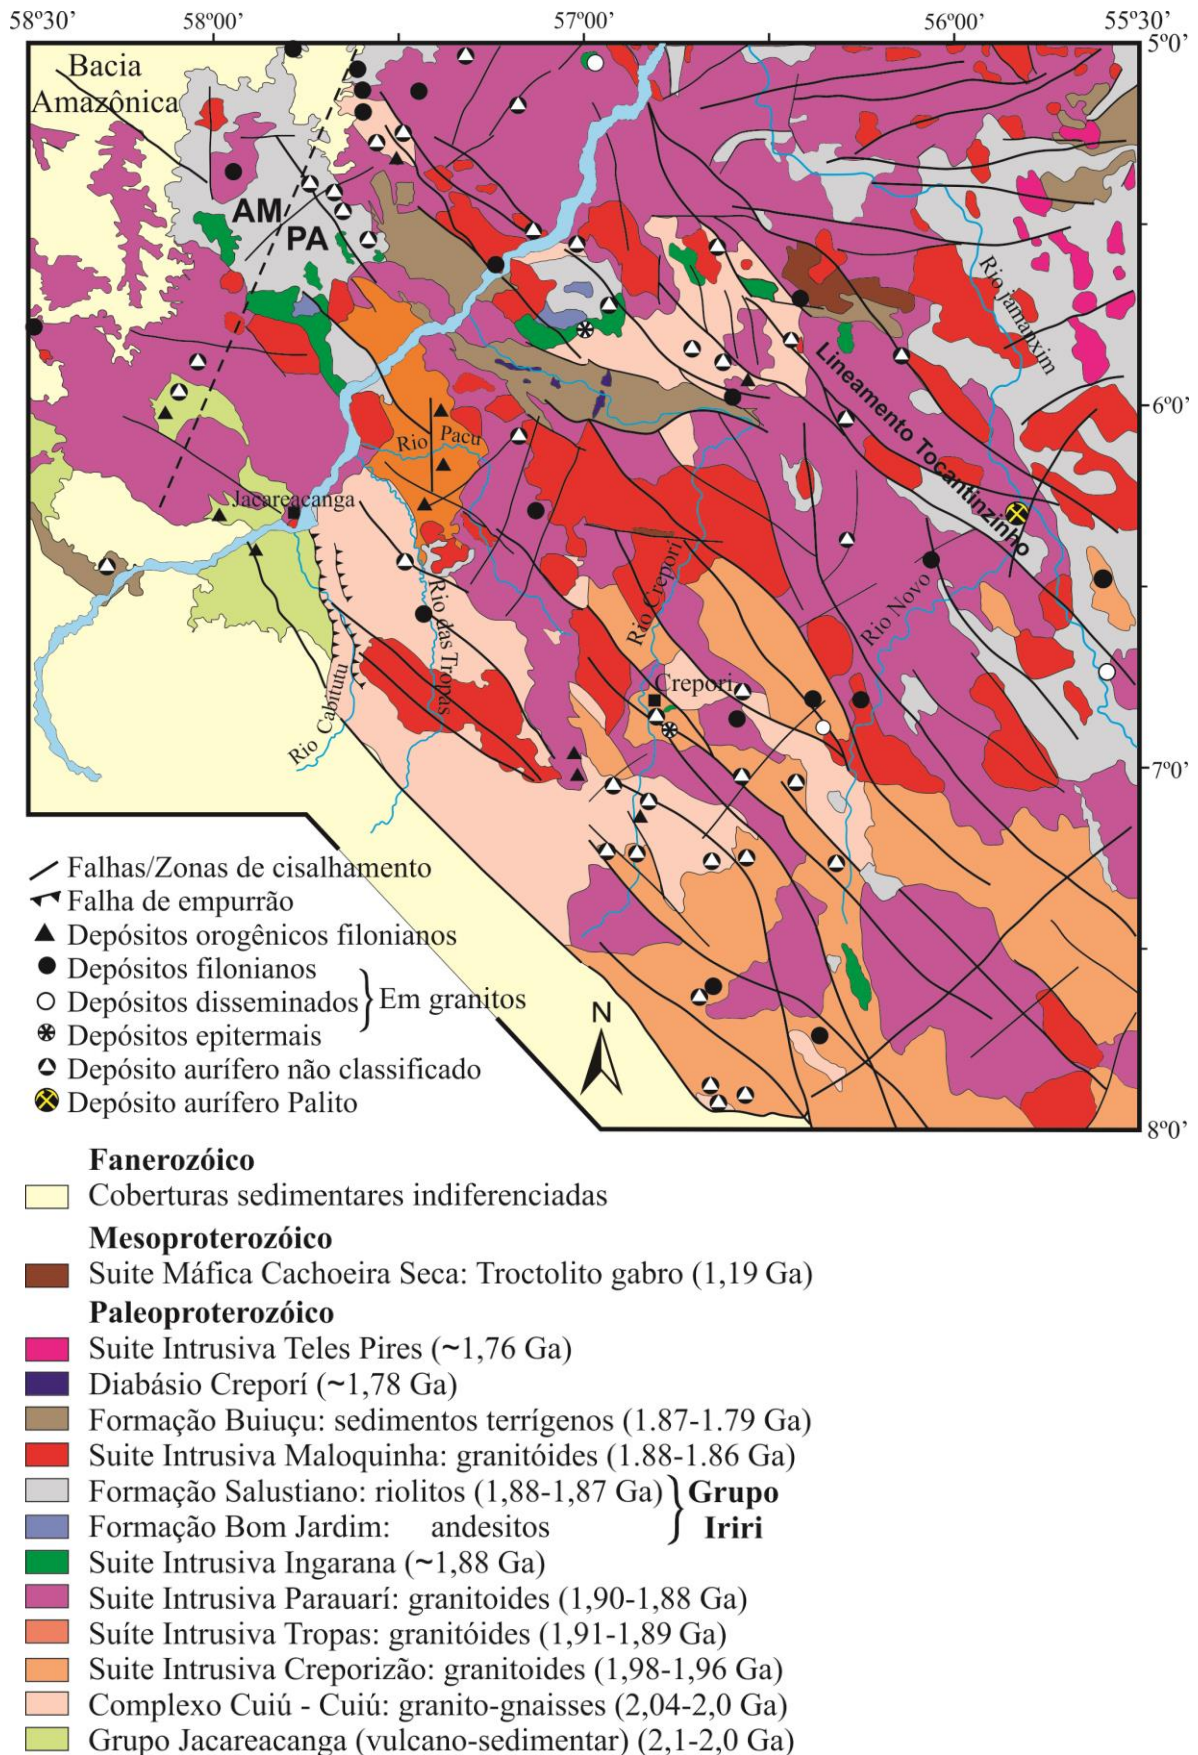 58º30’ 58º00’ 57º00’ 56º00’ 55º30’
5º0’
Bacia
Amazônica
AM
PA
Rio jamanxin
Lineamento Tocantinzinho
6º0’
Rio Pacu
Jacareacanga
Rio Crepori
Rio Novo
Rio das Tropas
Rio Cabitutu
Crepori
7º0’
8º0’
N
Falhas/Zonas de cisalhamento
Falha de empurrão
Depósitos orogênicos filonianos
Depósitos filonianos
Depósitos disseminados } Em granitos
Depósitos epitermais
Depósito aurífero não classificado
Depósito aurífero Palito
Fanerozóico
Coberturas sedimentares indiferenciadas
Mesoproterozóico
Suite Máfica Cachoeira Seca: Troctolito gabro (1,19 Ga)
Paleoproterozóico
Suite Intrusiva Teles Pires (~1,76 Ga)
Diabásio Creporí (~1,78 Ga)
Formação Buiuçu: sedimentos terrígenos (1.87-1.79 Ga)
Suite Intrusiva Maloquinha: granitóides (1.88-1.86 Ga)
Formação Salustiano: riolitos (1,88-1,87 Ga) } Grupo
Formação Bom Jardim: andesitos Iriri
Suite Intrusiva Ingarana (~1,88 Ga)
Suite Intrusiva Parauarí: granitoides (1,90-1,88 Ga)
Suíte Intrusiva Tropas: granitóides (1,91-1,89 Ga)
Suite Intrusiva Creporizão: granitoides (1,98-1,96 Ga)
Complexo Cuiú - Cuiú: granito-gnaisses (2,04-2,0 Ga)
Grupo Jacareacanga (vulcano-sedimentar) (2,1-2,0 Ga)